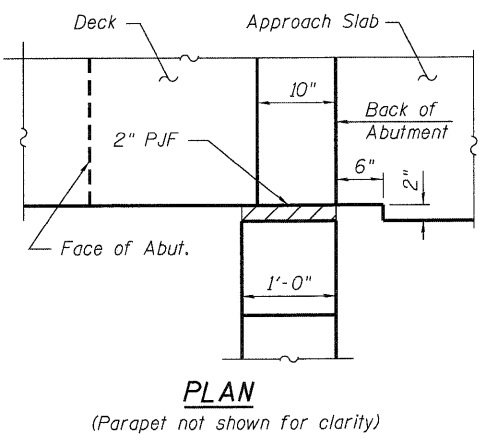 Deck
Approach Slab
10"
Back of
Abutment
2" PJF
6"
2"
Face of Abut.
1'-0"
PLAN
(Parapet not shown for clarity)